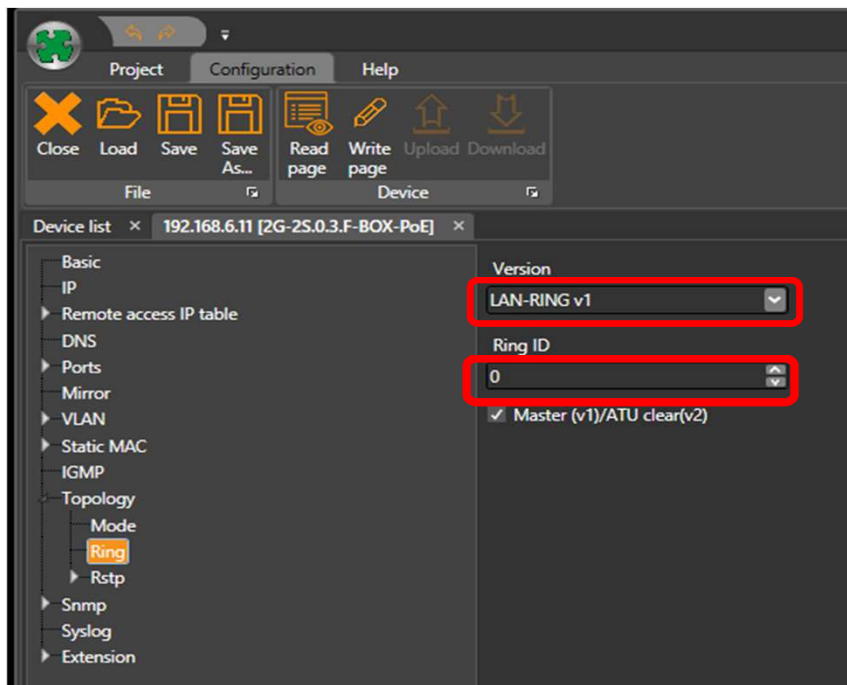 Project Configuration Help
Close Load Save Save As... Read page Write page Upload Download
File Device
Device list × 192.168.6.11 [2G-2S.0.3.F-BOX-PoE] ×
Basic
IP
Remote access IP table
DNS
Ports
Mirror
VLAN
Static MAC
IGMP
Topology
Mode
Ring
Rstp
Snmp
Syslog
Extension
Version
LAN-RING v1
Ring ID
0
Master (v1)/ATU clear(v2)